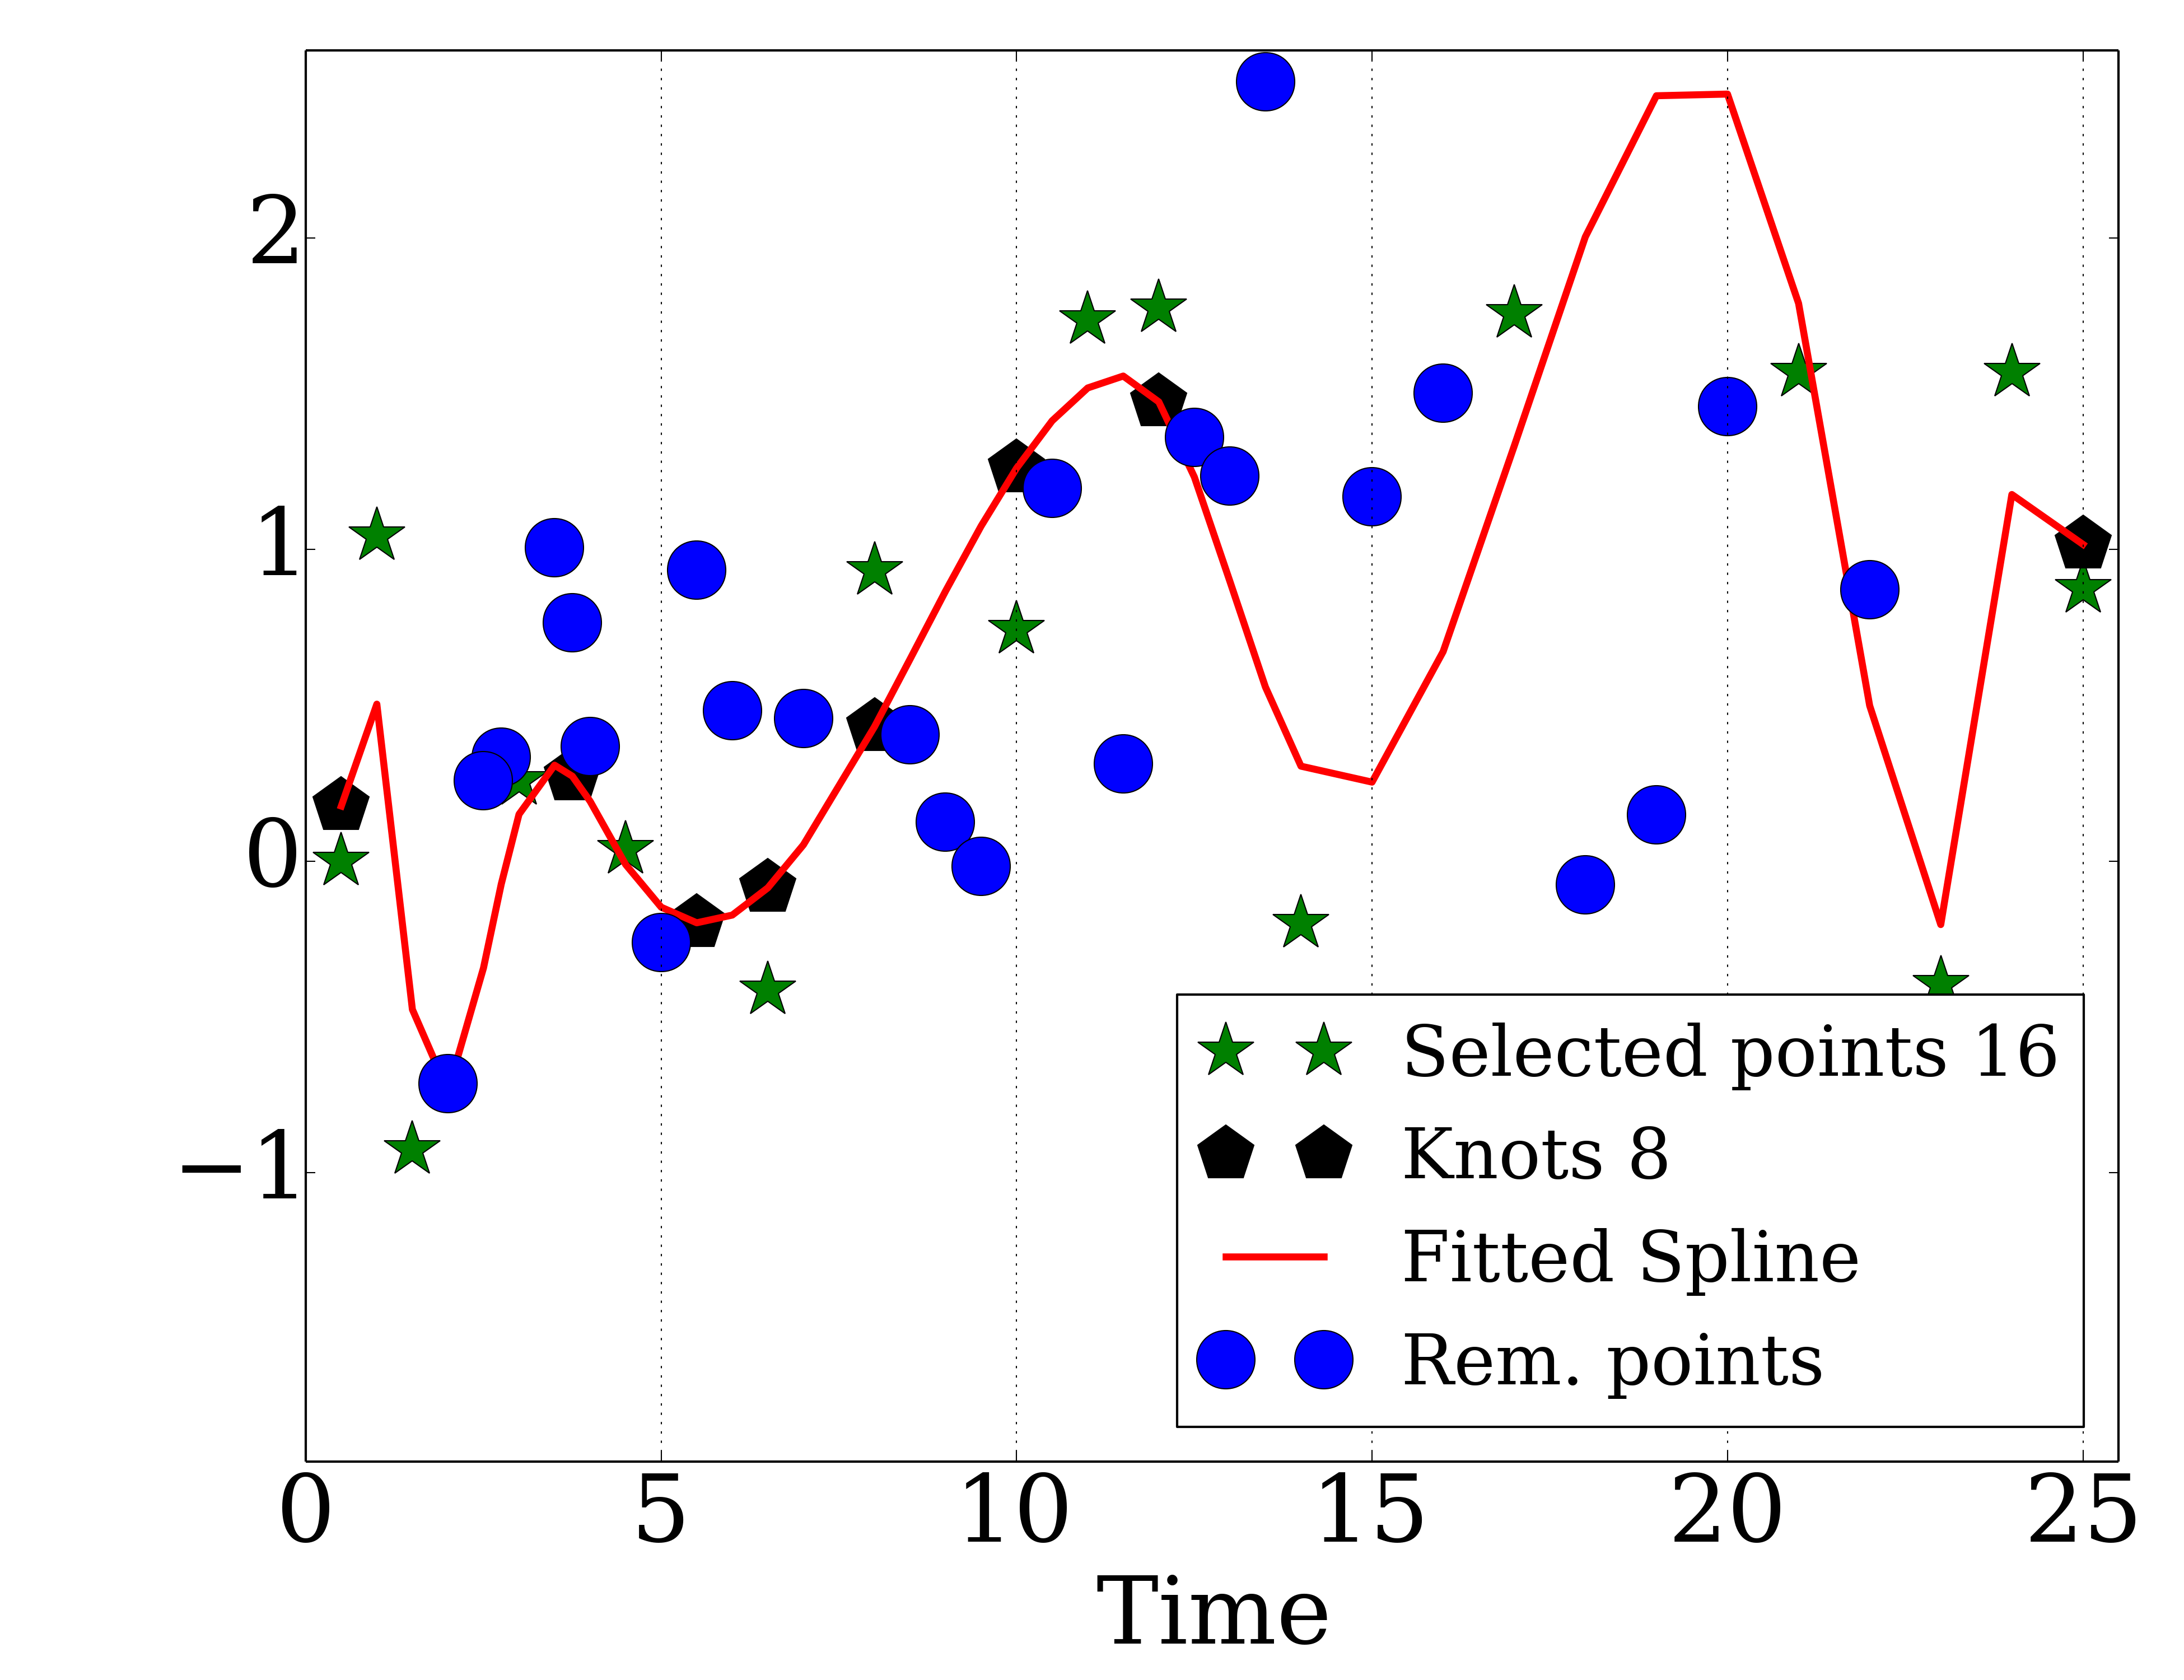 2
1
0
−1
0 5 10 15 20 25
Time
Selected points 16
Knots 8
Fitted Spline
Rem. points